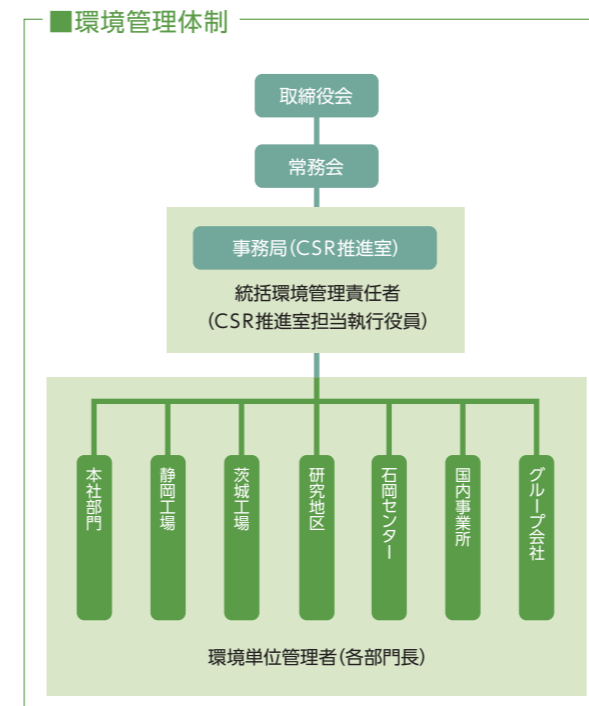 ■環境管理体制
取締役会
常務会
事務局(CSR推進室)
統括環境管理責任者
(CSR推進室担当執行役員)
本社部門
静岡工場
茨城工場
研究地区
石岡センター
国内事業所
グループ会社
環境単位管理者(各部門長)